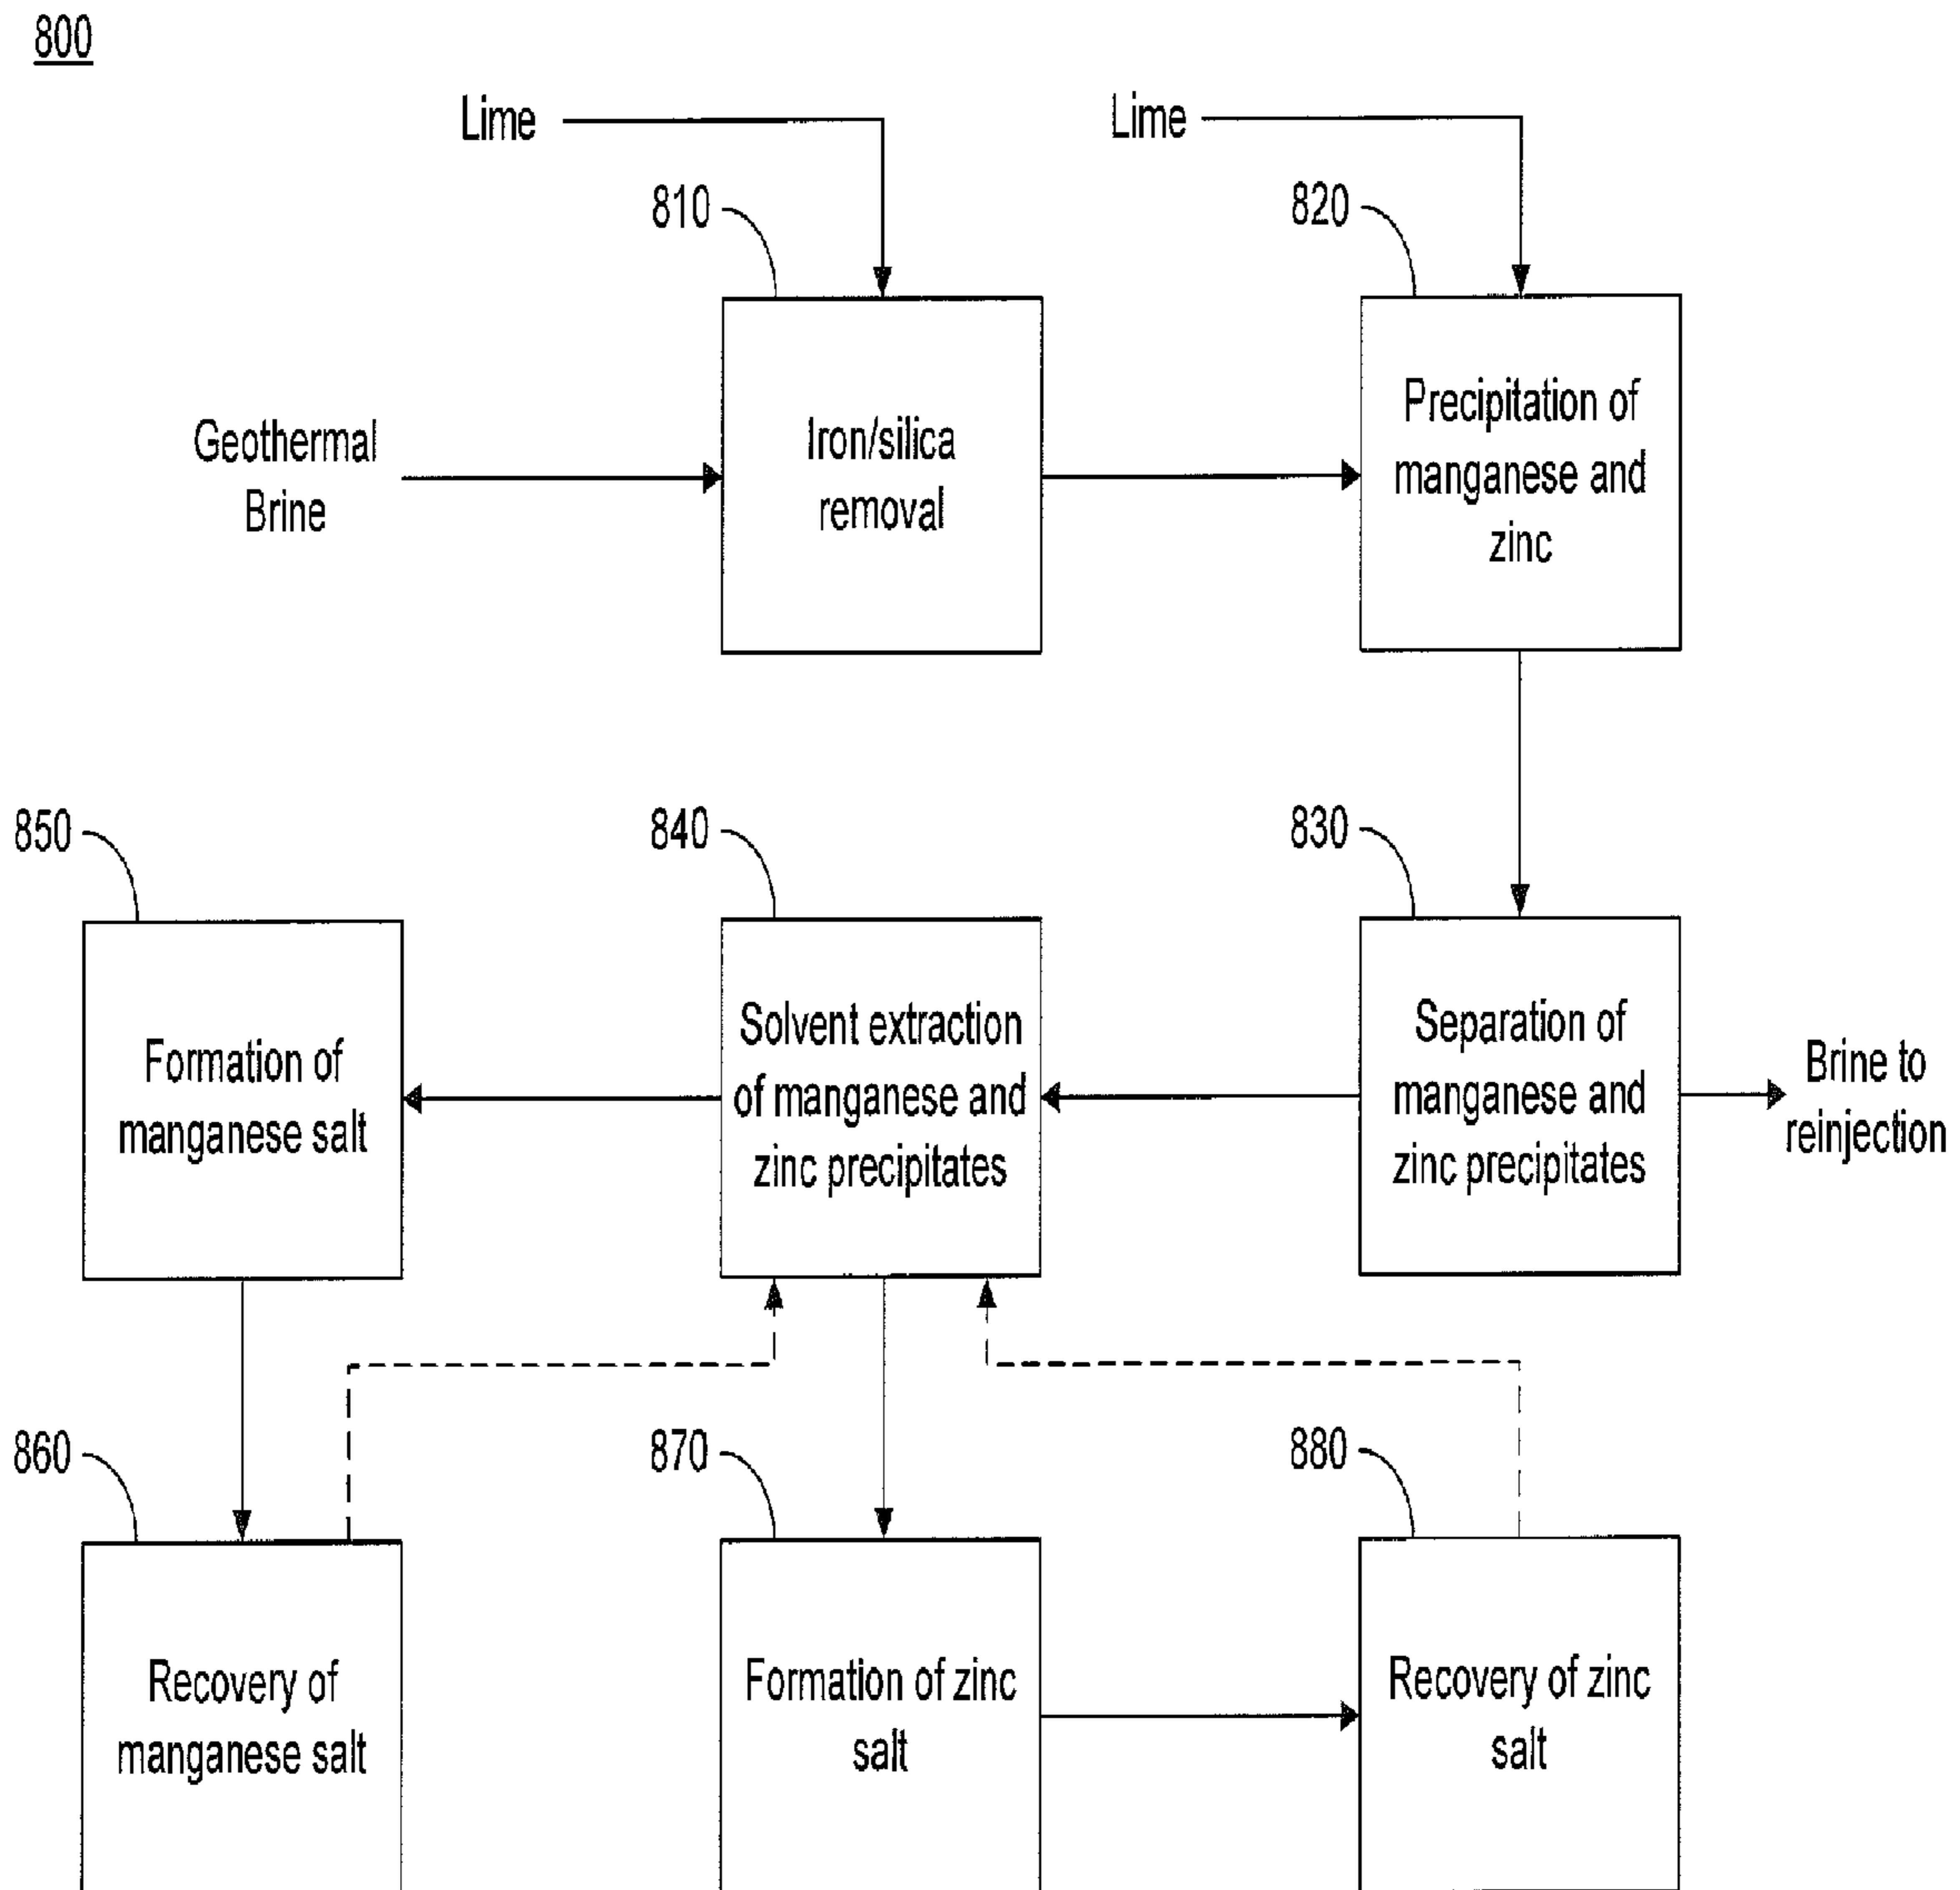 800
Lime
Lime
810
820
Geothermal
Brine
Iron/silica
removal
Precipitation of
manganese and
zinc
850
840
830
Formation of
manganese salt
Solvent extraction
of manganese and
zinc precipitates
Separation of
manganese and
zinc precipitates
Brine to
reinjection
860
870
880
Recovery of
manganese salt
Formation of zinc
salt
Recovery of zinc
salt